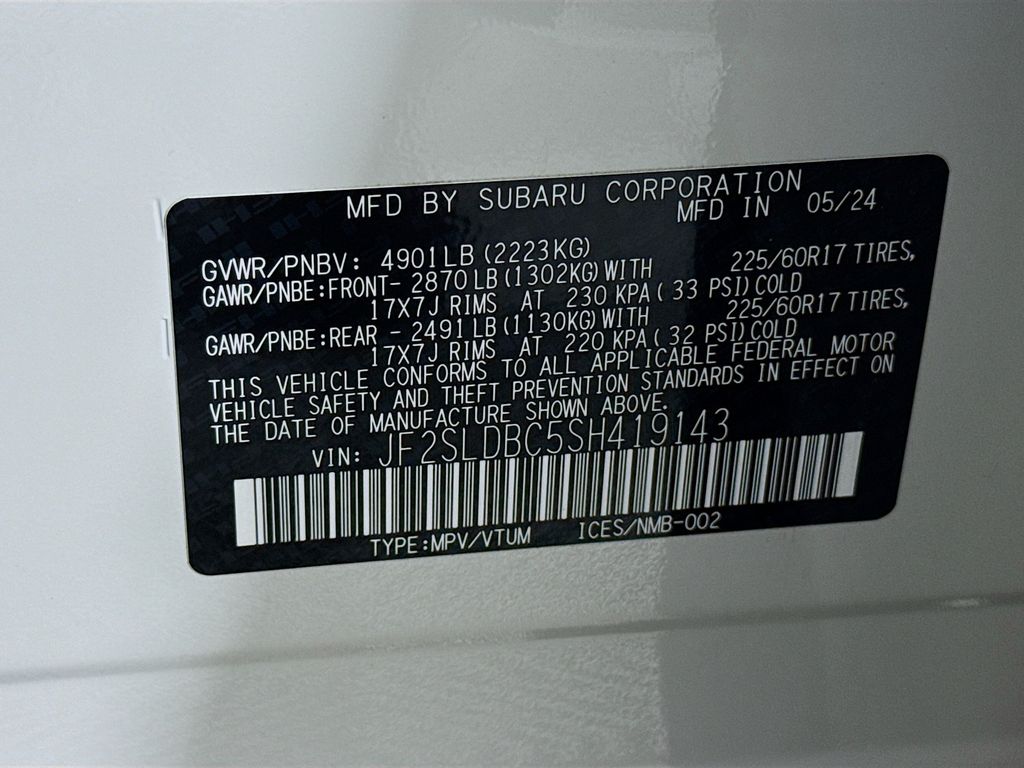 MFD BY SUBARU CORPORATION
MFD IN 05/24
GVWR/PNBV: 4901LB (2223KG)
GAWR/PNBE:FRONT- 2870LB (1302KG)WITH 225/60R17 TIRES,
17X7J RIMS AT 230 KPA( 33 PSI)COLD
GAWR/PNBE:REAR - 2491LB (1130KG)WITH 225/60R17 TIRES,
17X7J RIMS AT 220 KPA( 32 PSI)COLD
THIS VEHICLE CONFORMS TO ALL APPLICABLE FEDERAL MOTOR
VEHICLE SAFETY AND THEFT PREVENTION STANDARDS IN EFFECT ON
THE DATE OF MANUFACTURE SHOWN ABOVE.
VIN: JF2SLDBC5SH419143
TYPE:MPV/VTUM ICES/NMB-002